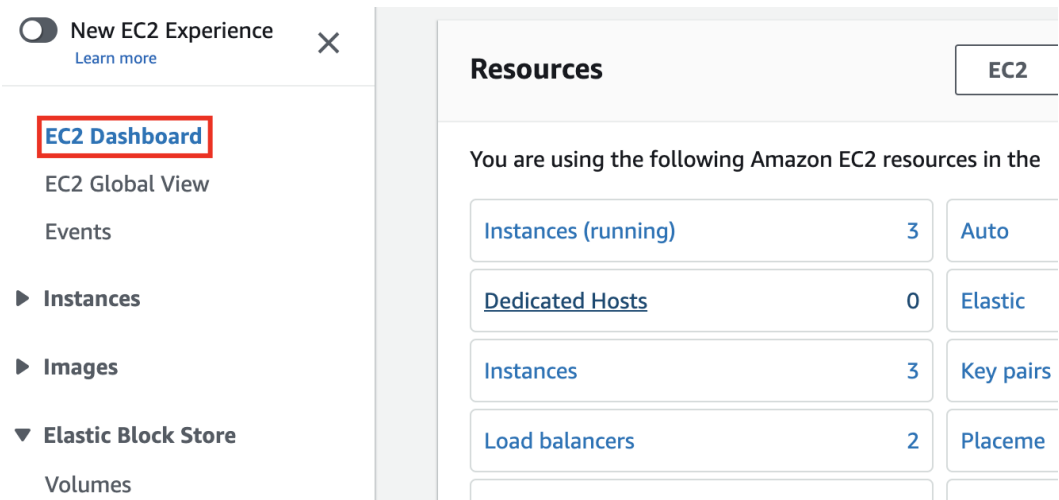 New EC2 Experience
Learn more
EC2 Dashboard
EC2 Global View
Events
Instances
Images
Elastic Block Store
Volumes
Resources
EC2
You are using the following Amazon EC2 resources in the
Instances (running) 3
Auto
Dedicated Hosts 0
Elastic
Instances 3
Key pairs
Load balancers 2
Placeme